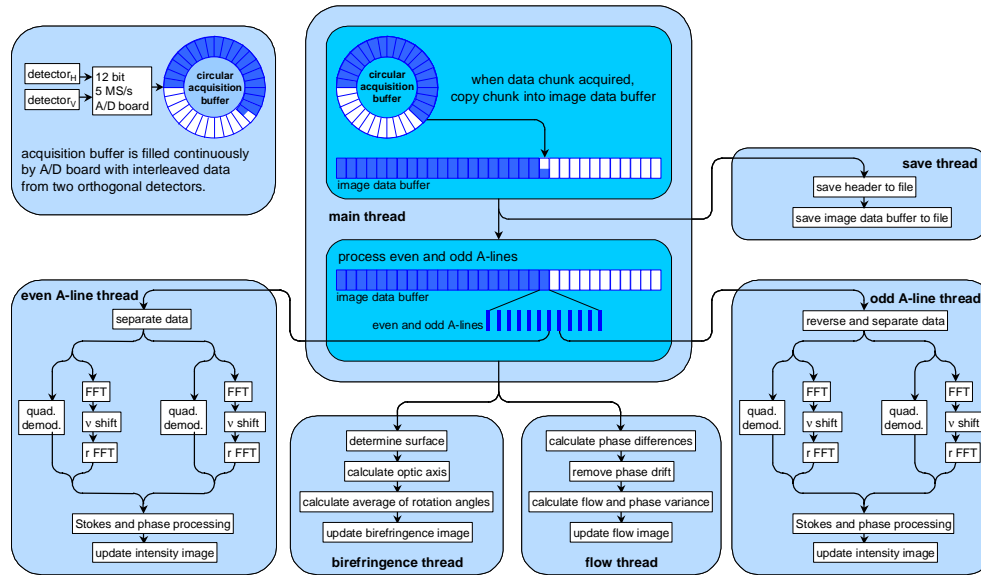 detectorH
detectorV
12 bit
5 MS/s
A/D board
circular
acquisition
buffer
acquisition buffer is filled continuously
by A/D board with interleaved data
from two orthogonal detectors.
circular
acquisition
buffer
when data chunk acquired,
copy chunk into image data buffer
image data buffer
main thread
save thread
save header to file
save image data buffer to file
process even and odd A-lines
image data buffer
even and odd A-lines
even A-line thread
separate data
quad.
demod.
FFT
ν shift
r FFT
quad.
demod.
FFT
ν shift
r FFT
Stokes and phase processing
update intensity image
determine surface
calculate optic axis
calculate average of rotation angles
update birefringence image
birefringence thread
calculate phase differences
remove phase drift
calculate flow and phase variance
update flow image
flow thread
odd A-line thread
reverse and separate data
quad.
demod.
FFT
ν shift
r FFT
quad.
demod.
FFT
ν shift
r FFT
Stokes and phase processing
update intensity image